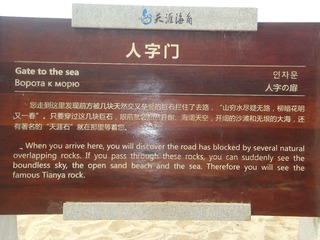 天涯海角
人字门
Gate to the sea
Ворота к морю
인자문
人字の扉
您走到这里发现前方被几块天然交叉垒叠的巨石拦住了去路，“山穷水尽疑无路，柳暗花明
又一春”。只要穿过这几块巨石，眼前就会豁然开朗，海阔天空，开阔的沙滩和无垠的大海，还
有著名的“天涯石”就在那里等着您。
When you arrive here, you will discover the road has blocked by several natural
overlapping rocks. If you pass through these rocks, you can suddenly see the
boundless sky, the open sand beach and the sea. Therefore you will see the
famous Tianya rock.